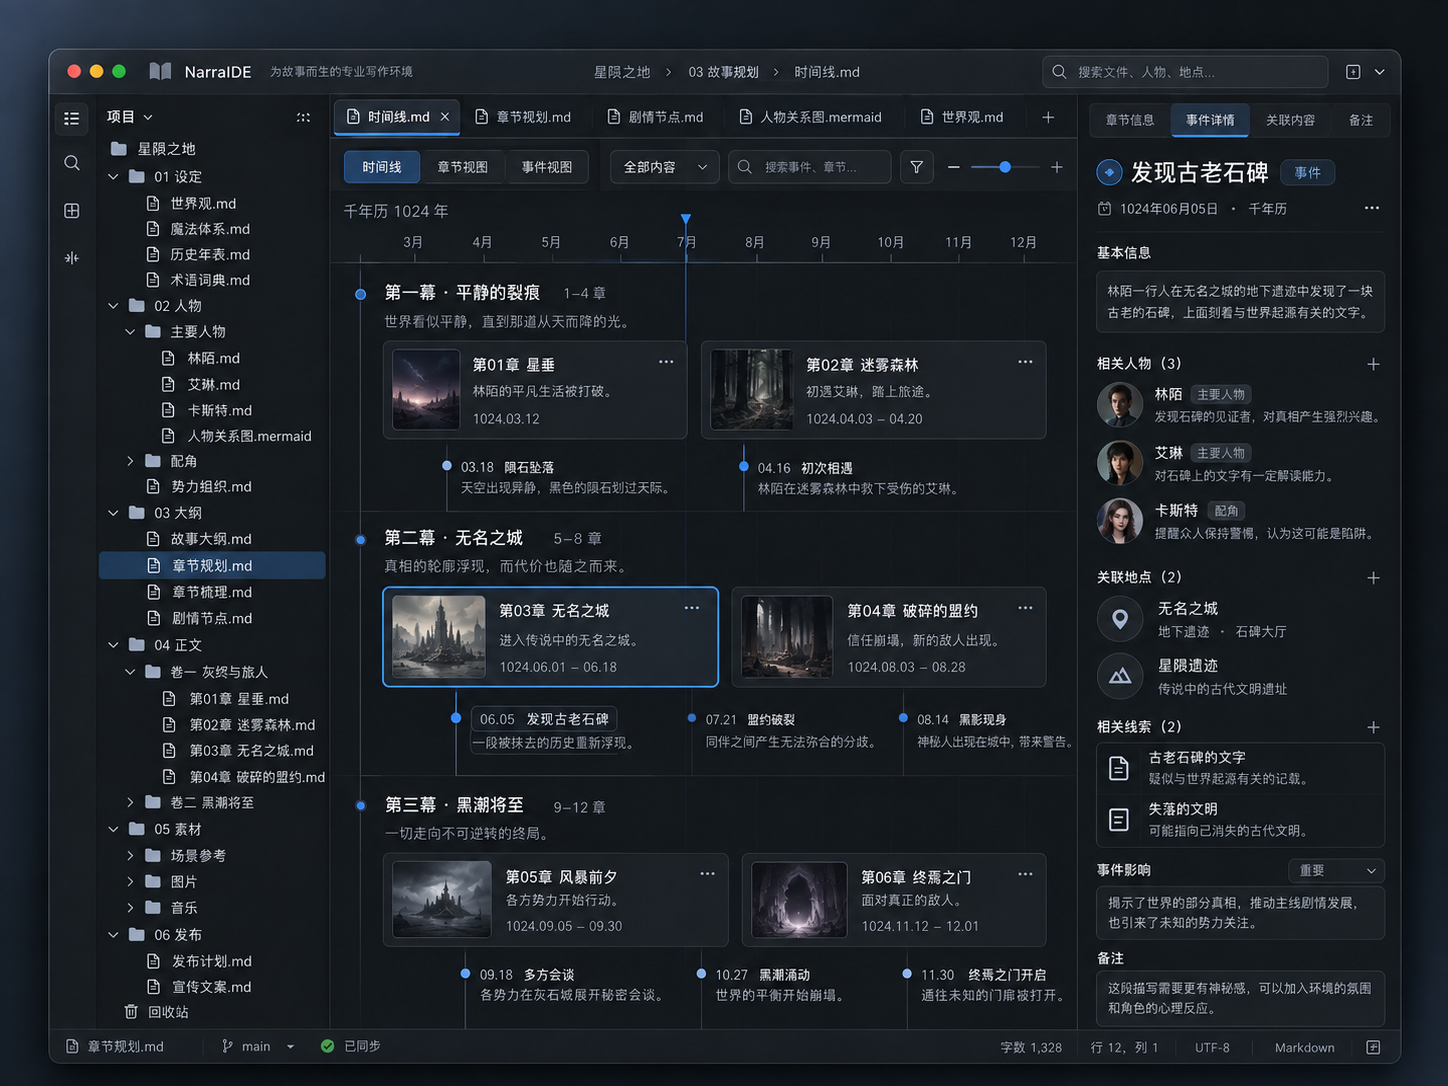 NarraIDE 为故事而生的专业写作环境
星陨之地 > 03 故事规划 > 时间线.md
搜索文件、人物、地点...
项目
星陨之地
01 设定
世界观.md
魔法体系.md
历史年表.md
术语词典.md
02 人物
主要人物
林陌.md
艾琳.md
卡斯特.md
人物关系图.mermaid
配角
势力组织.md
03 大纲
故事大纲.md
章节规划.md
章节梳理.md
剧情节点.md
04 正文
卷一 灰烬与旅人
第01章 星垂.md
第02章 迷雾森林.md
第03章 无名之城.md
第04章 破碎的盟约.md
卷二 黑潮将至
05 素材
场景参考
图片
音乐
06 发布
发布计划.md
宣传文案.md
回收站
时间线.md
章节规划.md
剧情节点.md
人物关系图.mermaid
世界观.md
时间线
章节视图
事件视图
全部内容
搜索事件、章节...
千年历 1024 年
3月 4月 5月 6月 7月 8月 9月 10月 11月 12月
第一幕 · 平静的裂痕 1–4 章
世界看似平静，直到那道从天而降的光。
第01章 星垂
林陌的平凡生活被打破。
1024.03.12
第02章 迷雾森林
初遇艾琳，踏上旅途。
1024.04.03 – 04.20
03.18 陨石坠落
天空出现异静，黑色的陨石划过天际。
04.16 初次相遇
林陌在迷雾森林中救下受伤的艾琳。
第二幕 · 无名之城 5–8 章
真相的轮廓浮现，而代价也随之而来。
第03章 无名之城
进入传说中的无名之城。
1024.06.01 – 06.18
第04章 破碎的盟约
信任崩塌，新的敌人出现。
1024.08.03 – 08.28
06.05 发现古老石碑
一段被抹去的历史重新浮现。
07.21 盟约破裂
同伴之间产生无法弥合的分歧。
08.14 黑影现身
神秘人出现在城中，带来警告。
第三幕 · 黑潮将至 9–12 章
一切走向不可逆转的终局。
第05章 风暴前夕
各方势力开始行动。
1024.09.05 – 09.30
第06章 终焉之门
面对真正的敌人。
1024.11.12 – 12.01
09.18 多方会谈
各势力在灰石城展开秘密会谈。
10.27 黑潮涌动
世界的平衡开始崩塌。
11.30 终焉之门开启
通往未知的门扉被打开。
章节信息
事件详情
关联内容
备注
发现古老石碑 事件
1024年06月05日 · 千年历
基本信息
林陌一行人在无名之城的地下遗迹中发现了一块
古老的石碑，上面刻着与世界起源有关的文字。
相关人物（3）
林陌 主要人物
发现石碑的见证者，对真相产生强烈兴趣。
艾琳 主要人物
对石碑上的文字有一定解读能力。
卡斯特 配角
提醒众人保持警惕，认为这可能是陷阱。
关联地点（2）
无名之城
地下遗迹 · 石碑大厅
星陨遗迹
传说中的古代文明遗址
相关线索（2）
古老石碑的文字
疑似与世界起源有关的记载。
失落的文明
可能指向已消失的古代文明。
事件影响 重要
揭示了世界的部分真相，推动主线剧情发展，
也引来了未知的势力关注。
备注
这段描写需要更有神秘感，可以加入环境的氛围
和角色的心理反应。
章节规划.md
main
已同步
字数 1,328
行 12，列 1
UTF-8
Markdown